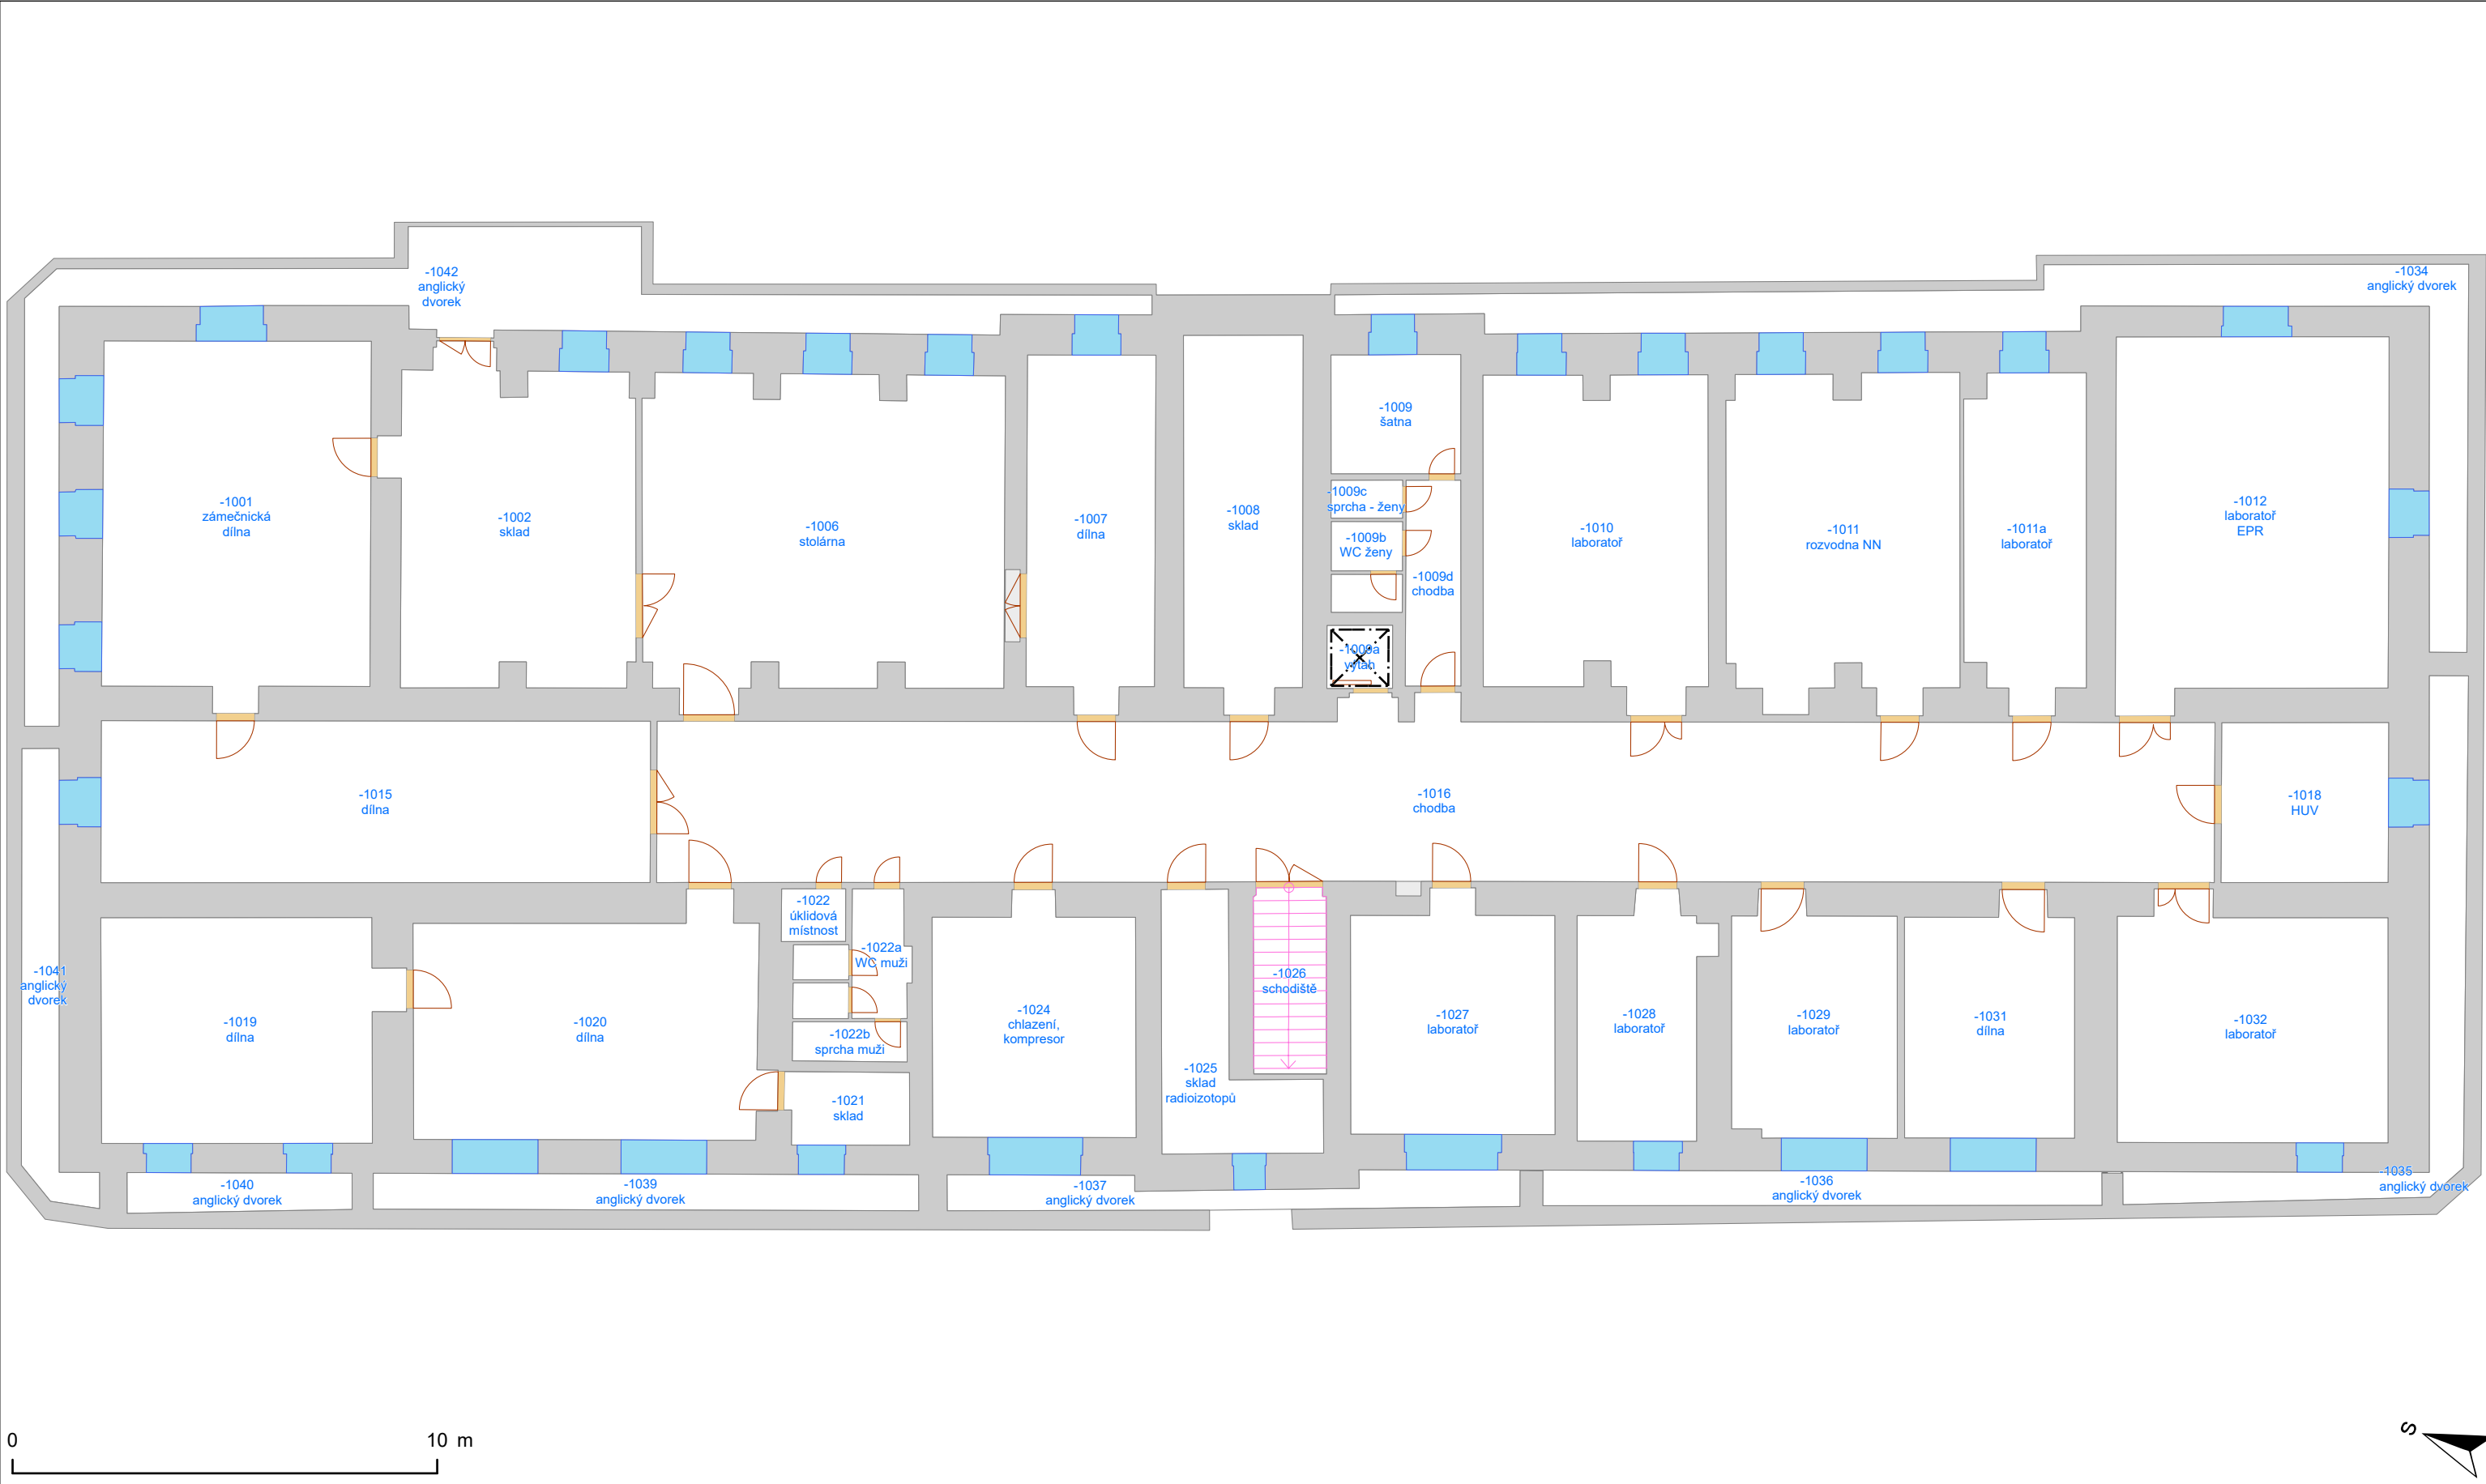 -1042
anglický
dvorek
-1034
anglický dvorek
-1001
zámečnická
dílna
-1002
sklad
-1006
stolárna
-1007
dílna
-1008
sklad
-1009
šatna
-1009c
sprcha - ženy
-1009b
WC ženy
-1009d
chodba
-1009a
výtah
-1010
laboratoř
-1011
rozvodna NN
-1011a
laboratoř
-1012
laboratoř
EPR
-1015
dílna
-1016
chodba
-1018
HUV
-1041
anglický
dvorek
-1019
dílna
-1020
dílna
-1022
úklidová
místnost
-1022a
WC muži
-1022b
sprcha muži
-1021
sklad
-1024
chlazení,
kompresor
-1025
sklad
radioizotopů
-1026
schodiště
-1027
laboratoř
-1028
laboratoř
-1029
laboratoř
-1031
dílna
-1032
laboratoř
-1040
anglický dvorek
-1039
anglický dvorek
-1037
anglický dvorek
-1036
anglický dvorek
-1035
anglický dvorek
0 10 m
S